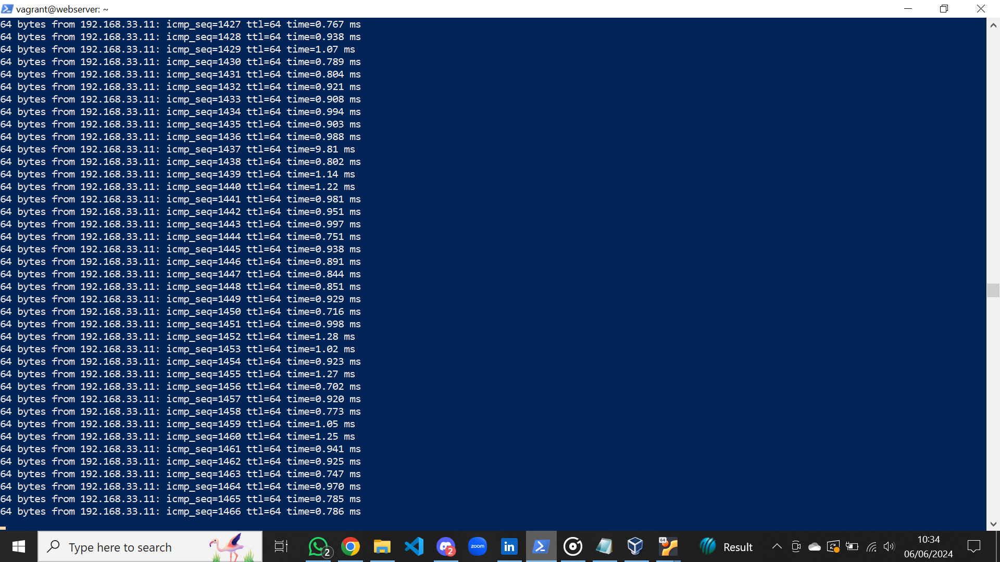 vagrant@webserver: ~
64 bytes from 192.168.33.11: icmp_seq=1427 ttl=64 time=0.767 ms
64 bytes from 192.168.33.11: icmp_seq=1428 ttl=64 time=0.938 ms
64 bytes from 192.168.33.11: icmp_seq=1429 ttl=64 time=1.07 ms
64 bytes from 192.168.33.11: icmp_seq=1430 ttl=64 time=0.789 ms
64 bytes from 192.168.33.11: icmp_seq=1431 ttl=64 time=0.804 ms
64 bytes from 192.168.33.11: icmp_seq=1432 ttl=64 time=0.921 ms
64 bytes from 192.168.33.11: icmp_seq=1433 ttl=64 time=0.908 ms
64 bytes from 192.168.33.11: icmp_seq=1434 ttl=64 time=0.994 ms
64 bytes from 192.168.33.11: icmp_seq=1435 ttl=64 time=0.903 ms
64 bytes from 192.168.33.11: icmp_seq=1436 ttl=64 time=0.988 ms
64 bytes from 192.168.33.11: icmp_seq=1437 ttl=64 time=9.81 ms
64 bytes from 192.168.33.11: icmp_seq=1438 ttl=64 time=0.802 ms
64 bytes from 192.168.33.11: icmp_seq=1439 ttl=64 time=1.14 ms
64 bytes from 192.168.33.11: icmp_seq=1440 ttl=64 time=1.22 ms
64 bytes from 192.168.33.11: icmp_seq=1441 ttl=64 time=0.981 ms
64 bytes from 192.168.33.11: icmp_seq=1442 ttl=64 time=0.951 ms
64 bytes from 192.168.33.11: icmp_seq=1443 ttl=64 time=0.997 ms
64 bytes from 192.168.33.11: icmp_seq=1444 ttl=64 time=0.751 ms
64 bytes from 192.168.33.11: icmp_seq=1445 ttl=64 time=0.938 ms
64 bytes from 192.168.33.11: icmp_seq=1446 ttl=64 time=0.891 ms
64 bytes from 192.168.33.11: icmp_seq=1447 ttl=64 time=0.844 ms
64 bytes from 192.168.33.11: icmp_seq=1448 ttl=64 time=0.851 ms
64 bytes from 192.168.33.11: icmp_seq=1449 ttl=64 time=0.929 ms
64 bytes from 192.168.33.11: icmp_seq=1450 ttl=64 time=0.716 ms
64 bytes from 192.168.33.11: icmp_seq=1451 ttl=64 time=0.998 ms
64 bytes from 192.168.33.11: icmp_seq=1452 ttl=64 time=1.28 ms
64 bytes from 192.168.33.11: icmp_seq=1453 ttl=64 time=1.02 ms
64 bytes from 192.168.33.11: icmp_seq=1454 ttl=64 time=0.923 ms
64 bytes from 192.168.33.11: icmp_seq=1455 ttl=64 time=1.27 ms
64 bytes from 192.168.33.11: icmp_seq=1456 ttl=64 time=0.702 ms
64 bytes from 192.168.33.11: icmp_seq=1457 ttl=64 time=0.920 ms
64 bytes from 192.168.33.11: icmp_seq=1458 ttl=64 time=0.773 ms
64 bytes from 192.168.33.11: icmp_seq=1459 ttl=64 time=1.05 ms
64 bytes from 192.168.33.11: icmp_seq=1460 ttl=64 time=1.25 ms
64 bytes from 192.168.33.11: icmp_seq=1461 ttl=64 time=0.941 ms
64 bytes from 192.168.33.11: icmp_seq=1462 ttl=64 time=0.925 ms
64 bytes from 192.168.33.11: icmp_seq=1463 ttl=64 time=0.747 ms
64 bytes from 192.168.33.11: icmp_seq=1464 ttl=64 time=0.970 ms
64 bytes from 192.168.33.11: icmp_seq=1465 ttl=64 time=0.785 ms
64 bytes from 192.168.33.11: icmp_seq=1466 ttl=64 time=0.786 ms
Type here to search
2
2
zoom
in
64
Result
10:34
06/06/2024